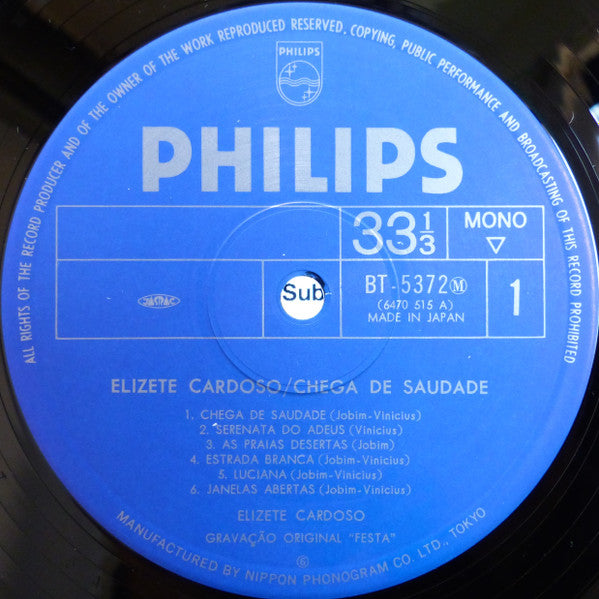 ALL RIGHTS OF THE RECORD PRODUCER AND OF THE OWNER OF THE WORK REPRODUCED RESERVED. COPYING, PUBLIC PERFORMANCE AND BROADCASTING OF THIS RECORD PROHIBITED
PHILIPS
PHILIPS
33 1/3
MONO
▽
JASRAC
Sub
BT-5372Ⓜ
(6470 515 A)
MADE IN JAPAN
1
ELIZETE CARDOSO/CHEGA DE SAUDADE
1. CHEGA DE SAUDADE (Jobim-Vinicius)
2. SERENATA DO ADEUS (Vinicius)
3. AS PRAIAS DESERTAS (Jobim)
4. ESTRADA BRANCA (Jobim-Vinicius)
5. LUCIANA (Jobim-Vinicius)
6. JANELAS ABERTAS (Jobim-Vinicius)
ELIZETE CARDOSO
GRAVAÇÃO ORIGINAL "FESTA"
⑥
MANUFACTURED BY NIPPON PHONOGRAM CO. LTD., TOKYO